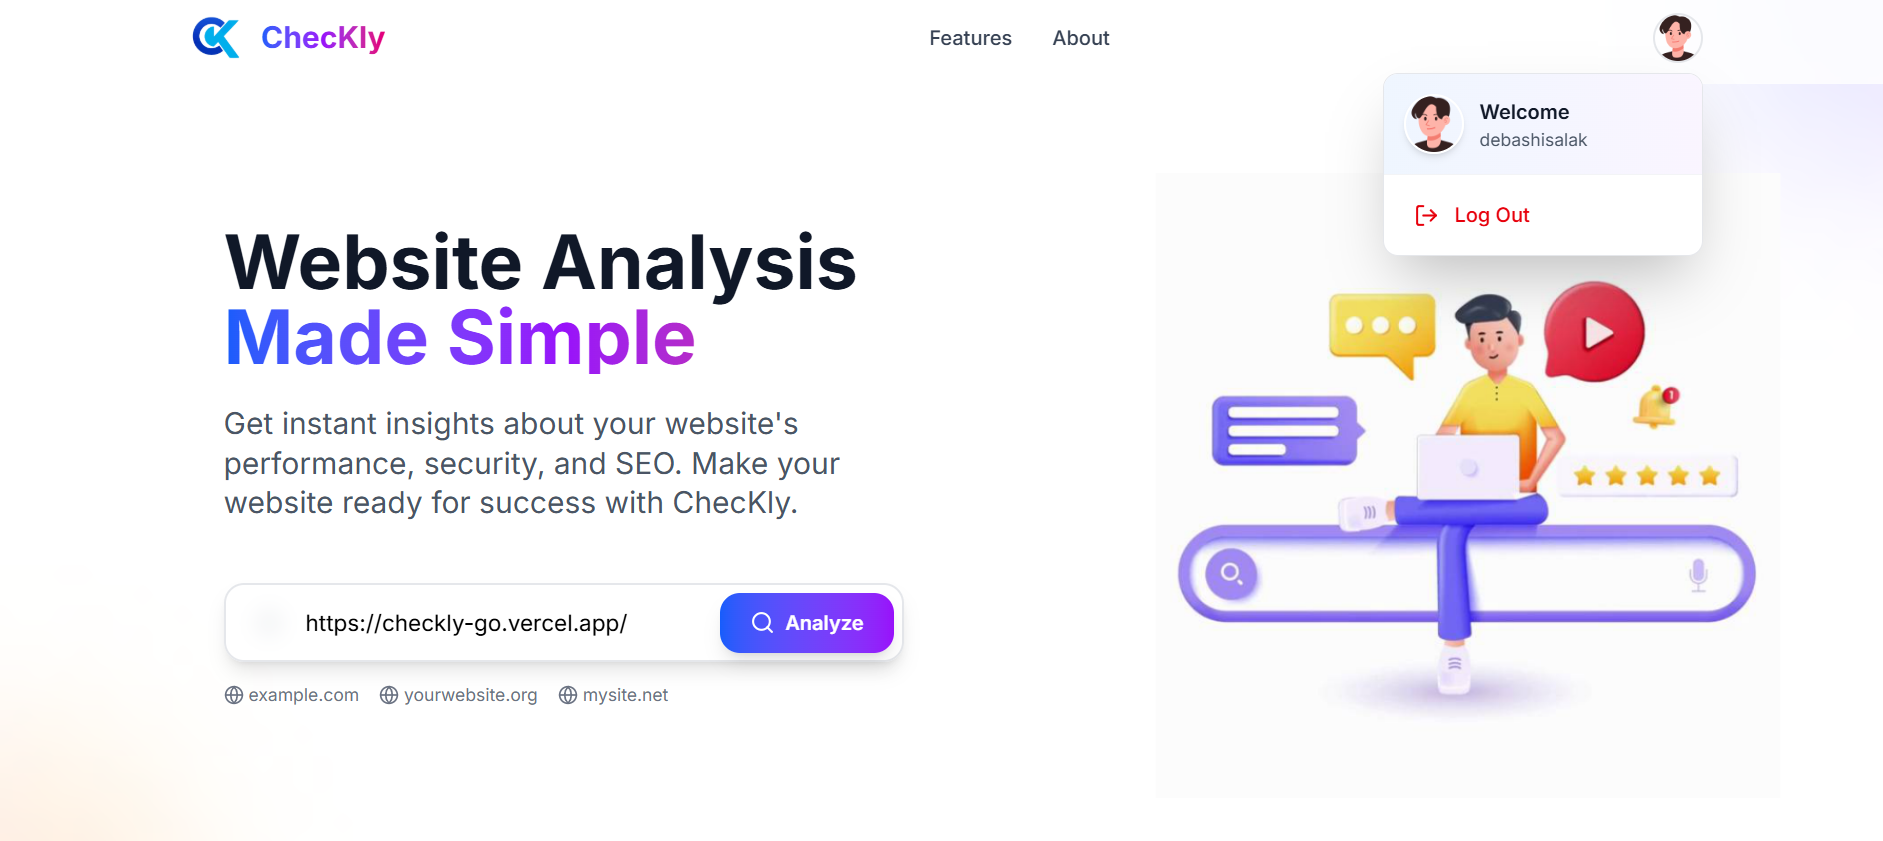 ChecKly
Features
About
Welcome
debashisalak
Log Out
Website Analysis
Made Simple
Get instant insights about your website's
performance, security, and SEO. Make your
website ready for success with ChecKly.
https://checkly-go.vercel.app/
Analyze
example.com
yourwebsite.org
mysite.net
1